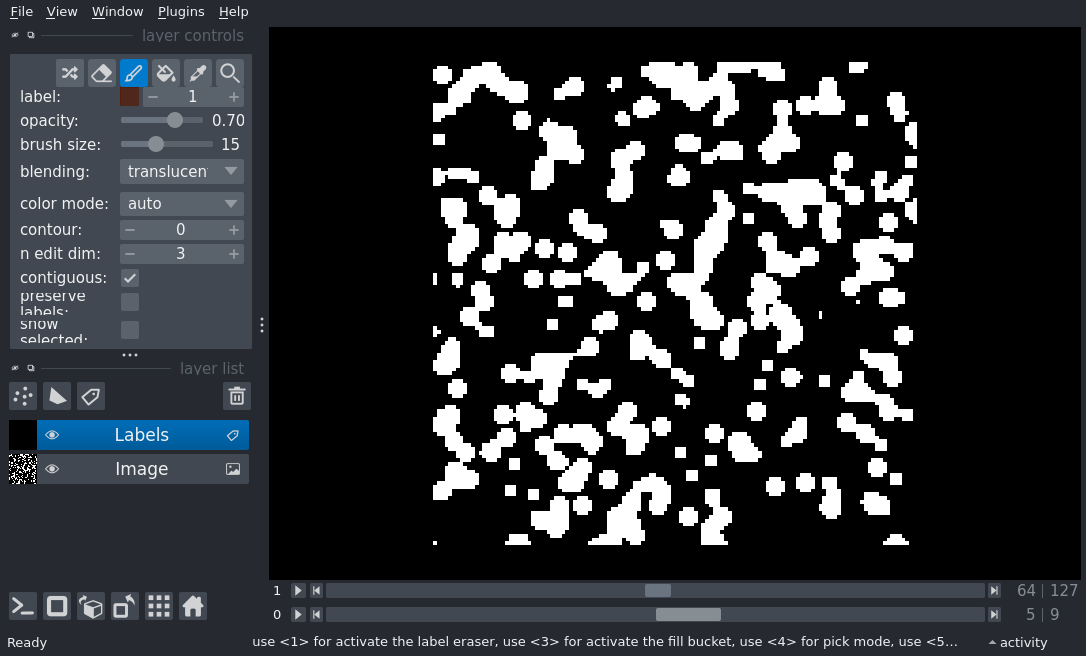 File View Window Plugins Help
layer controls
label: 1
opacity: 0.70
brush size: 15
blending: translucen
color mode: auto
contour: 0
n edit dim: 3
contiguous:
preserve
labels:
show
selected:
layer list
Labels
Image
1 64 | 127
0 5 | 9
Ready use <1> for activate the label eraser, use <3> for activate the fill bucket, use <4> for pick mode, use <5... activity